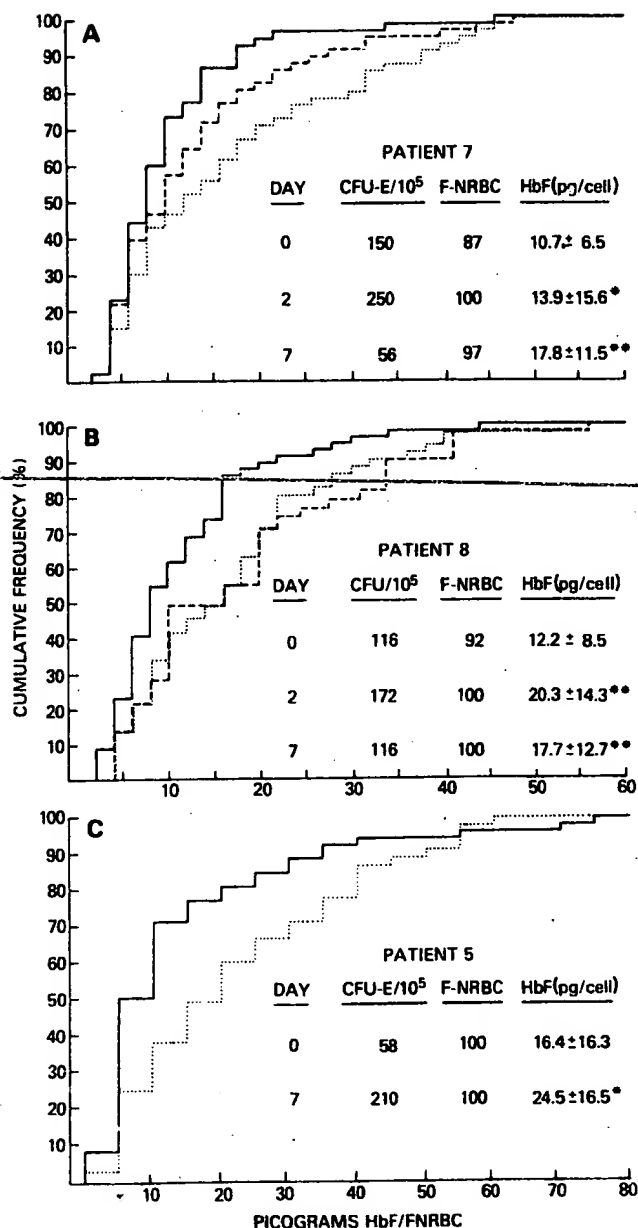 A
100
90
80
70
60
50
40
30
20
10
PATIENT 7
DAY CFU-E/10⁵ F-NRBC HbF(pg/cell)
0 150 87 10.7± 6.5
2 250 100 13.9±15.6*
7 56 97 17.8±11.5**
B
100
90
80
70
60
50
40
30
20
10
CUMULATIVE FREQUENCY (%)
PATIENT 8
DAY CFU/10⁵ F-NRBC HbF(pg/cell)
0 116 92 12.2 ± 8.5
2 172 100 20.3 ±14.3**
7 116 100 17.7±12.7**
10 20 30 40 50 60
C
100
90
80
70
60
50
40
30
20
10
PATIENT 5
DAY CFU-E/10⁵ F-NRBC HbF(pg/cell)
0 58 100 16.4±16.3
7 210 100 24.5±16.5*
10 20 30 40 50 60 70 80
PICOGRAMS HbF/FNRBC